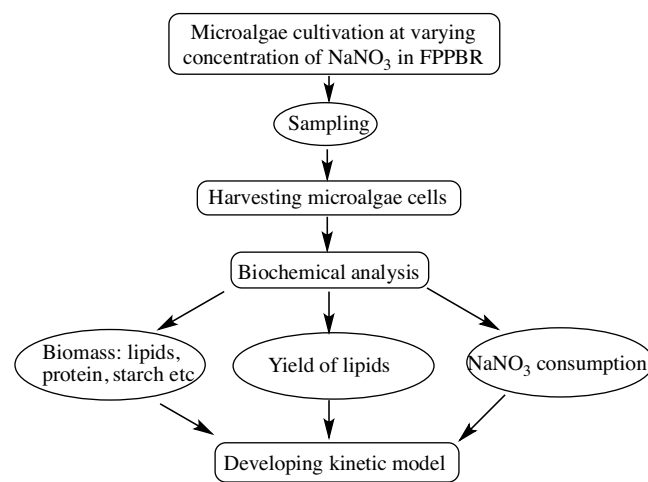 Microalgae cultivation at varying
concentration of NaNO₃ in FPPBR
Sampling
Harvesting microalgae cells
Biochemical analysis
Biomass: lipids,
protein, starch etc
Yield of lipids
NaNO₃ consumption
Developing kinetic model